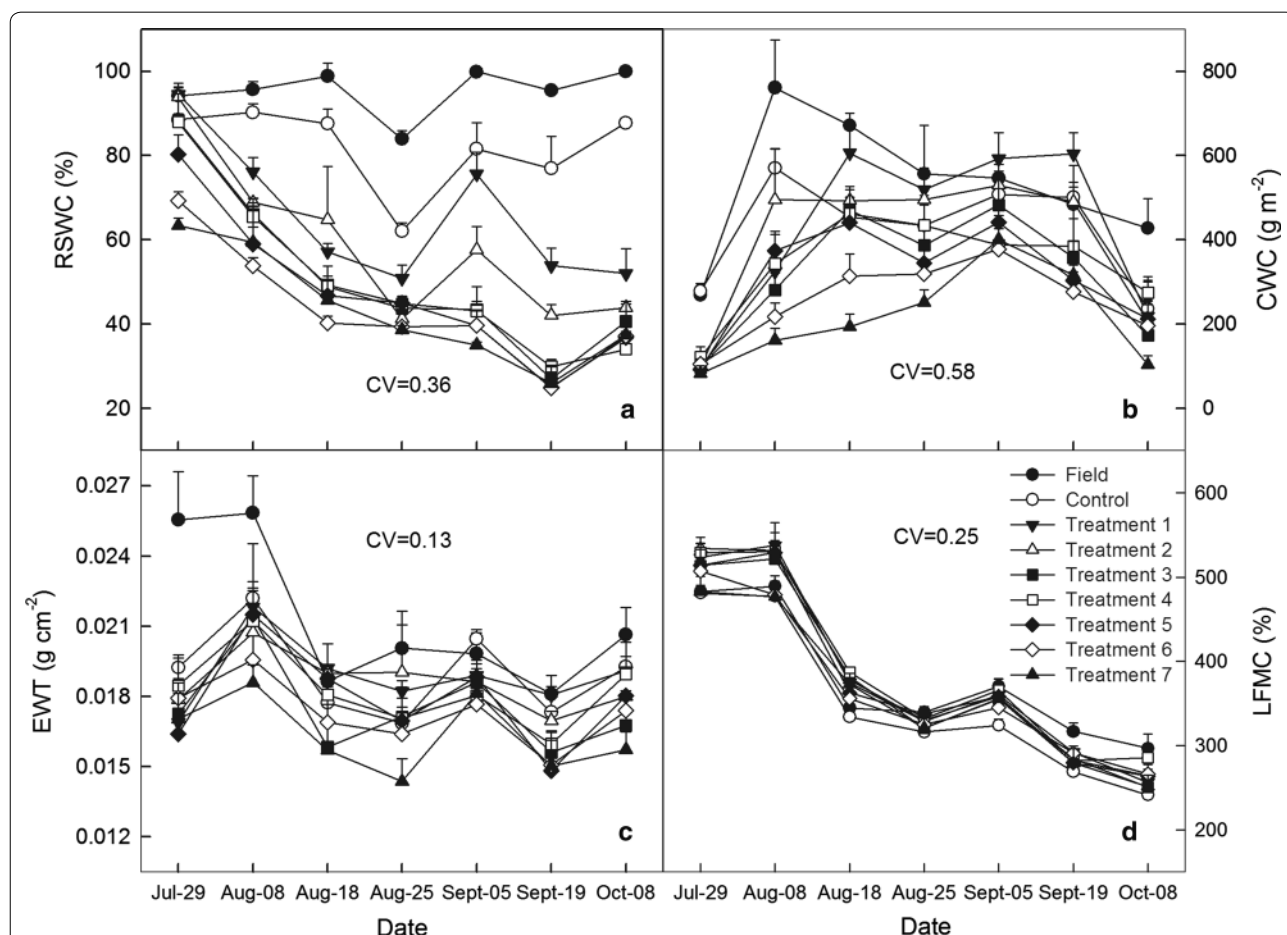 RSWC (%)
100
80
60
40
20
CV=0.36
a
CWC (g m-2)
800
600
400
200
0
CV=0.58
b
EWT (g cm-2)
0.027
0.024
0.021
0.018
0.015
0.012
CV=0.13
c
Jul-29 Aug-08 Aug-18 Aug-25 Sept-05 Sept-19 Oct-08
Date
LFMC (%)
600
500
400
300
200
CV=0.25
Field
Control
Treatment 1
Treatment 2
Treatment 3
Treatment 4
Treatment 5
Treatment 6
Treatment 7
d
Jul-29 Aug-08 Aug-18 Aug-25 Sept-05 Sept-19 Oct-08
Date